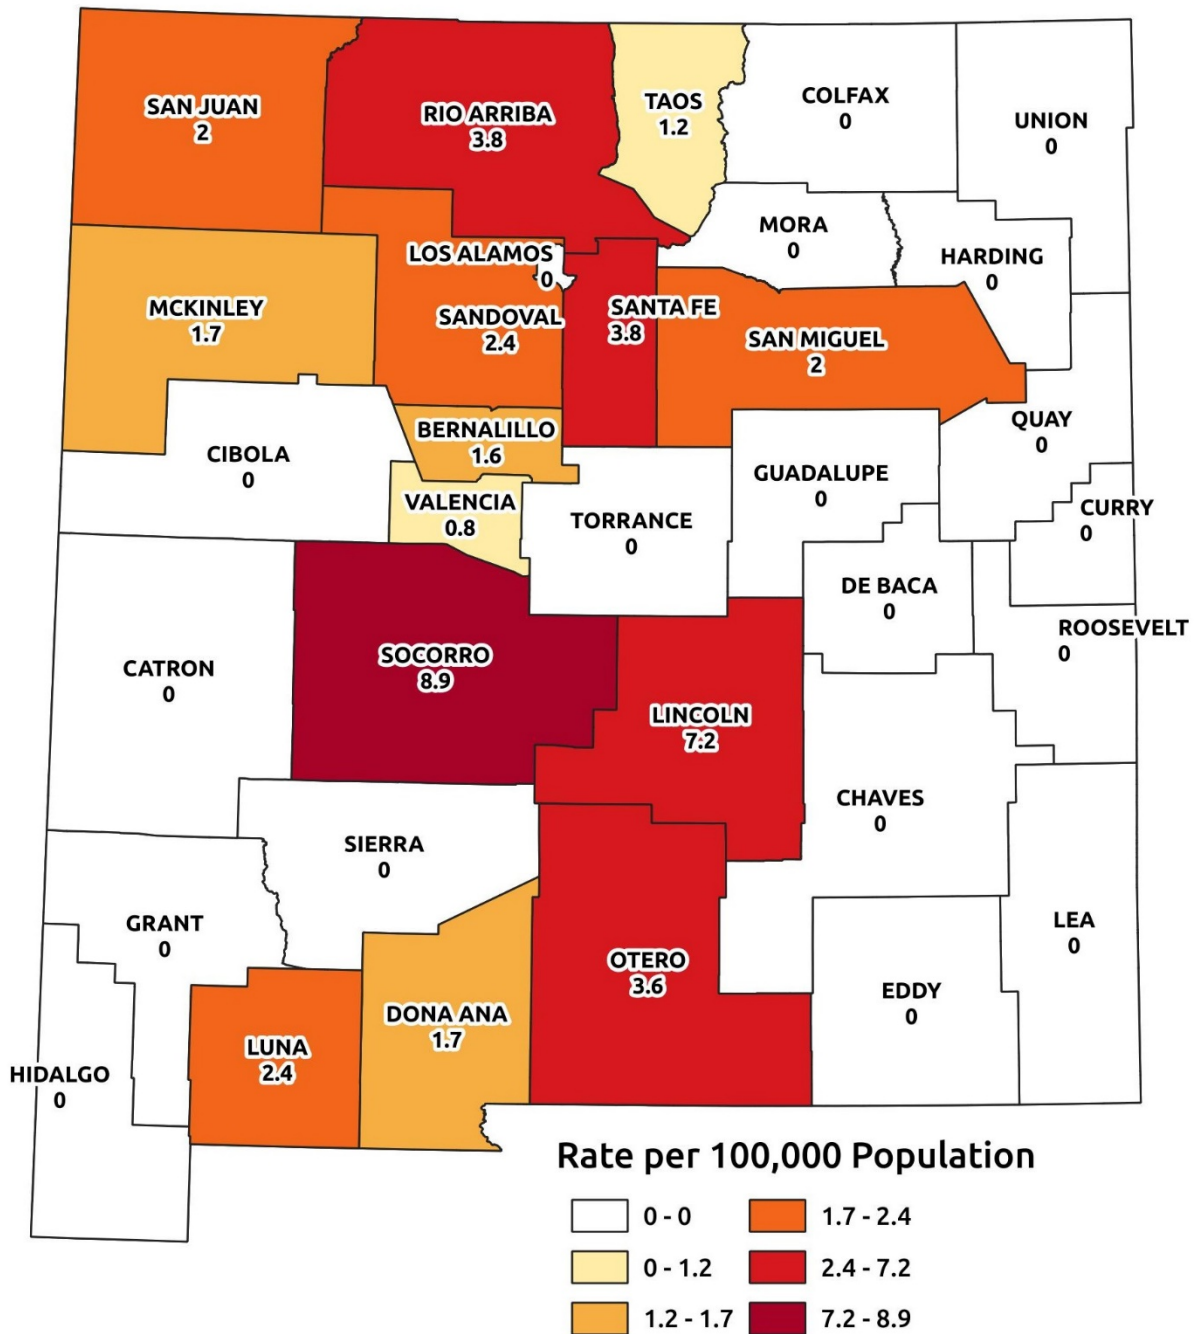 SAN JUAN
2
RIO ARRIBA
3.8
TAOS
1.2
COLFAX
0
UNION
0
MORA
0
HARDING
0
LOS ALAMOS
0
MCKINLEY
1.7
SANDOVAL
2.4
SANTA FE
3.8
SAN MIGUEL
2
QUAY
0
BERNALILLO
1.6
CIBOLA
0
GUADALUPE
0
VALENCIA
0.8
TORRANCE
0
CURRY
0
DE BACA
0
ROOSEVELT
0
SOCORRO
8.9
CATRON
0
LINCOLN
7.2
CHAVES
0
SIERRA
0
GRANT
0
LEA
0
OTERO
3.6
EDDY
0
DONA ANA
1.7
LUNA
2.4
HIDALGO
0
Rate per 100,000 Population
0 - 0
1.7 - 2.4
0 - 1.2
2.4 - 7.2
1.2 - 1.7
7.2 - 8.9